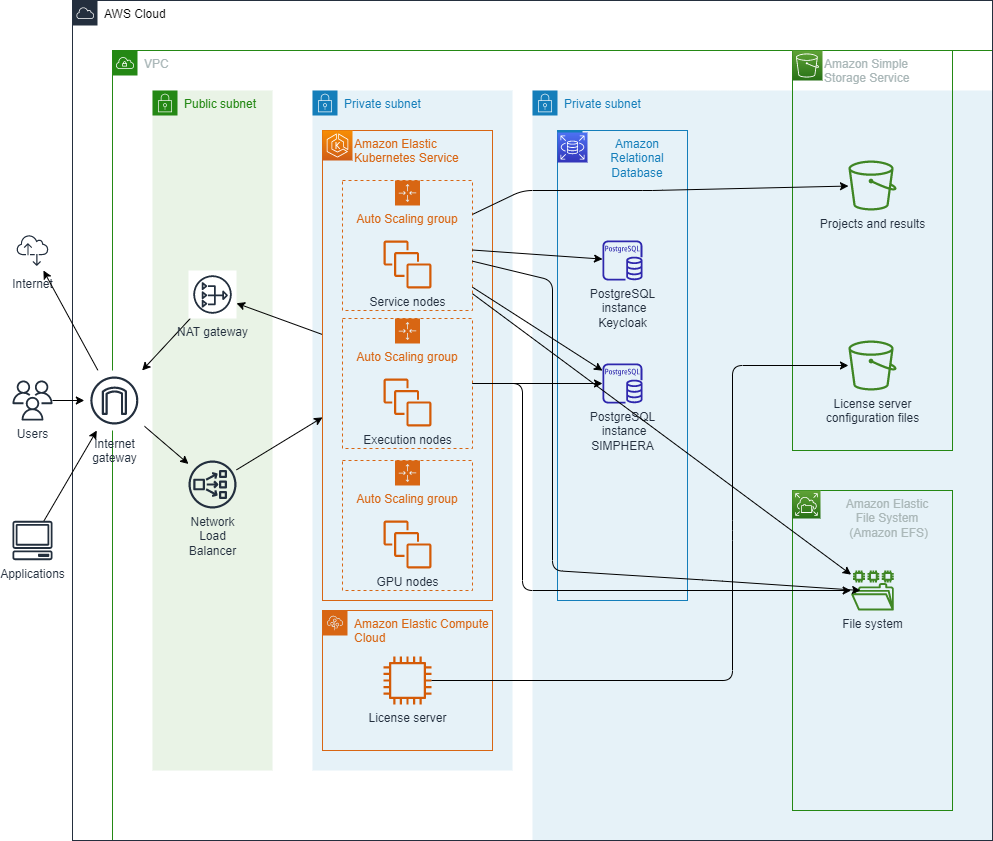 AWS Cloud
VPC
Amazon Simple
Storage Service
Public subnet
Private subnet
Private subnet
Amazon Elastic
Kubernetes Service
Amazon
Relational
Database
Auto Scaling group
Service nodes
PostgreSQL
PostgreSQL
instance
Keycloak
Projects and results
Internet
NAT gateway
Auto Scaling group
Execution nodes
PostgreSQL
PostgreSQL
instance
SIMPHERA
License server
configuration files
Users
Internet
gateway
Network
Load
Balancer
Auto Scaling group
GPU nodes
Amazon Elastic
File System
(Amazon EFS)
Applications
File system
Amazon Elastic Compute
Cloud
License server